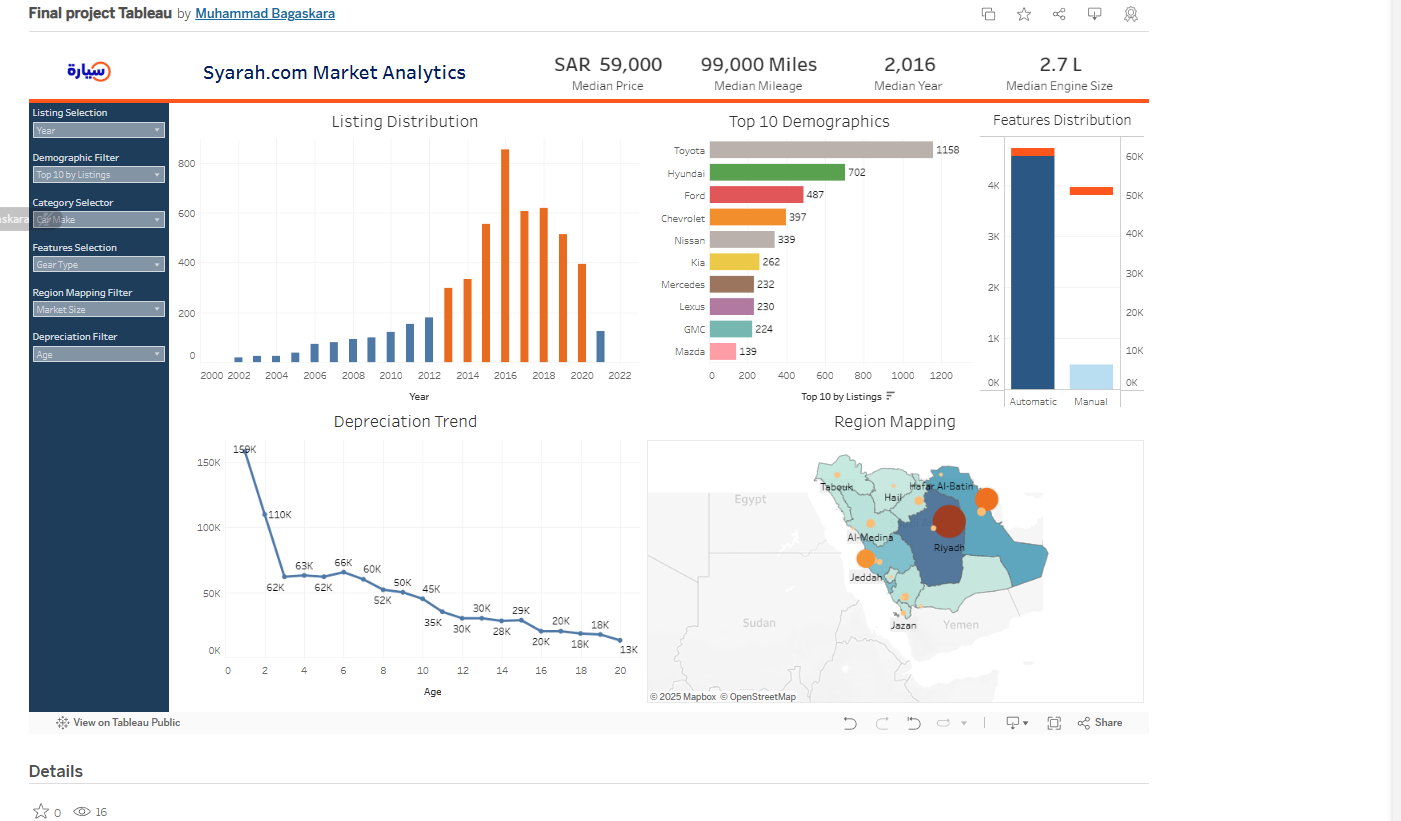 Final project Tableau by Muhammad Bagaskara
سيارة
Syarah.com Market Analytics
SAR 59,000
Median Price
99,000 Miles
Median Mileage
2,016
Median Year
2.7 L
Median Engine Size
Listing Selection
Year
Demographic Filter
Top 10 by Listings
Category Selector
Car Make
askara
Features Selection
Gear Type
Region Mapping Filter
Market Size
Depreciation Filter
Age
Listing Distribution
800
600
400
200
0
2000 2002 2004 2006 2008 2010 2012 2014 2016 2018 2020 2022
Year
Top 10 Demographics
Toyota 1158
Hyundai 702
Ford 487
Chevrolet 397
Nissan 339
Kia 262
Mercedes 232
Lexus 230
GMC 224
Mazda 139
0 200 400 600 800 1000 1200
Top 10 by Listings
Features Distribution
4K
3K
2K
1K
0K
60K
50K
40K
30K
20K
10K
0K
Automatic Manual
Depreciation Trend
150K
100K
50K
0K
159K
110K
62K
63K
62K
66K
60K
52K
50K
45K
35K
30K
30K
28K
29K
20K
20K
18K
18K
13K
0 2 4 6 8 10 12 14 16 18 20
Age
Region Mapping
Tabouk
Hail
Hafar Al-Batin
Egypt
Al-Medina
Riyadh
Jeddah
Sudan
Jazan
Yemen
© 2025 Mapbox © OpenStreetMap
View on Tableau Public
Share
Details
0 16